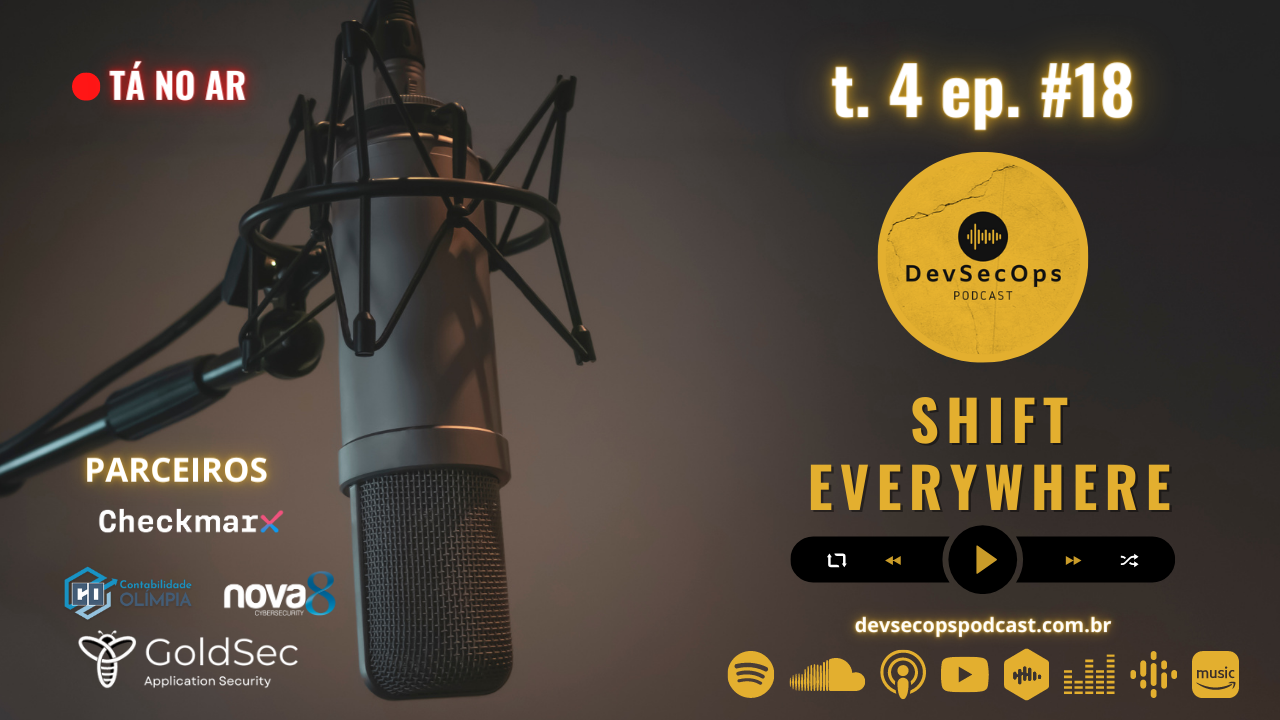 TÁ NO AR
t. 4 ep. #18
DevSecOps
PODCAST
SHIFT
EVERYWHERE
PARCEIROS
Checkmarx
CO
Contabilidade
OLÍMPIA
nova8
CYBERSECURITY
GoldSec
Application Security
devsecopspodcast.com.br
music